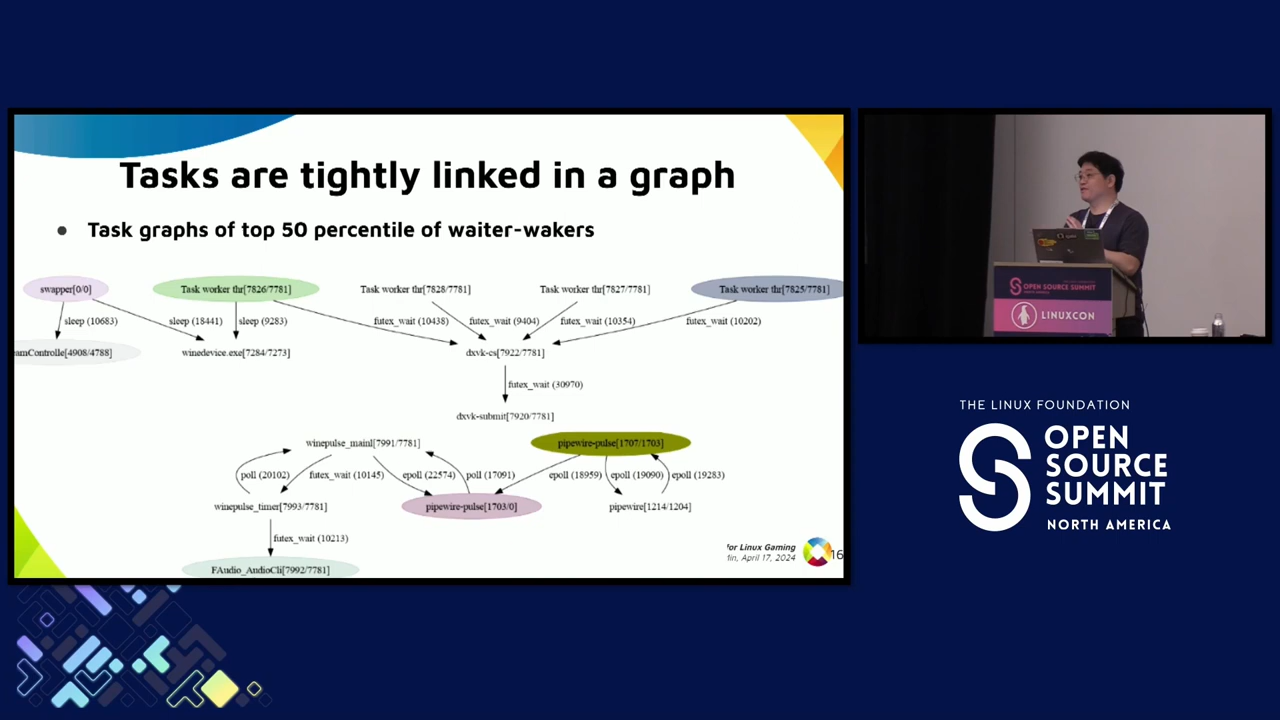 Tasks are tightly linked in a graph
● Task graphs of top 50 percentile of waiter-wakers
swapper[0/0]
Task worker thr[7826/7781]
Task worker thr[7828/7781]
Task worker thr[7827/7781]
Task worker thr[7825/7781]
sleep (10683)
sleep (18441)
sleep (9283)
futex_wait (10438)
futex_wait (9404)
futex_wait (10354)
futex_wait (10202)
eamControlle[4908/4788]
winedevice.exe[7284/7273]
dxvk-cs[7922/7781]
futex_wait (30970)
dxvk-submit[7920/7781]
winepulse_mainl[7991/7781]
pipewire-pulse[1707/1703]
poll (20102)
futex_wait (10145)
epoll (22574)
poll (17091)
epoll (18959)
epoll (19090)
epoll (19283)
winepulse_timer[7993/7781]
pipewire-pulse[1703/0]
pipewire[1214/1204]
futex_wait (10213)
FAudio_AudioCli[7992/7781]
for Linux Gaming
Min, April 17, 2024
16
OPEN SOURCE SUMMIT
LINUXCON
THE LINUX FOUNDATION
OPEN
SOURCE
SUMMIT
NORTH AMERICA